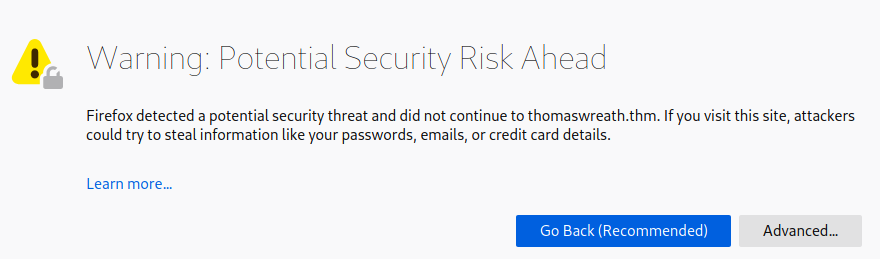 Warning: Potential Security Risk Ahead
Firefox detected a potential security threat and did not continue to thomaswreath.thm. If you visit this site, attackers
could try to steal information like your passwords, emails, or credit card details.
Learn more...
Go Back (Recommended)
Advanced...